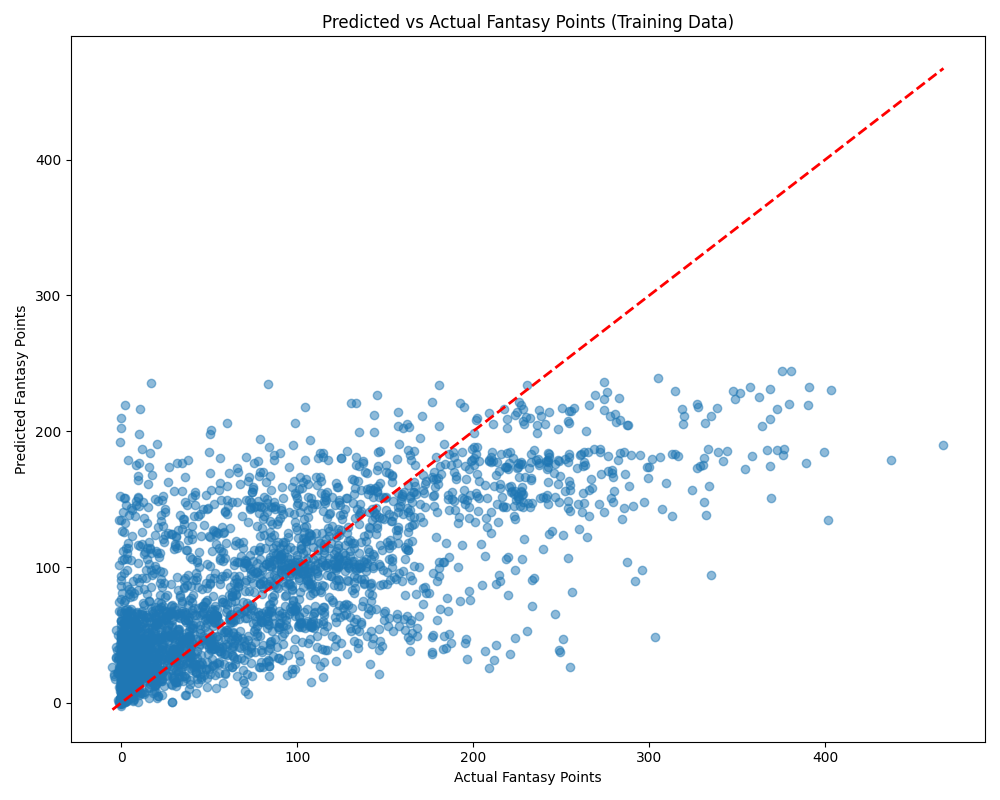 Predicted vs Actual Fantasy Points (Training Data)
Predicted Fantasy Points
400
300
200
100
0
0 100 200 300 400
Actual Fantasy Points